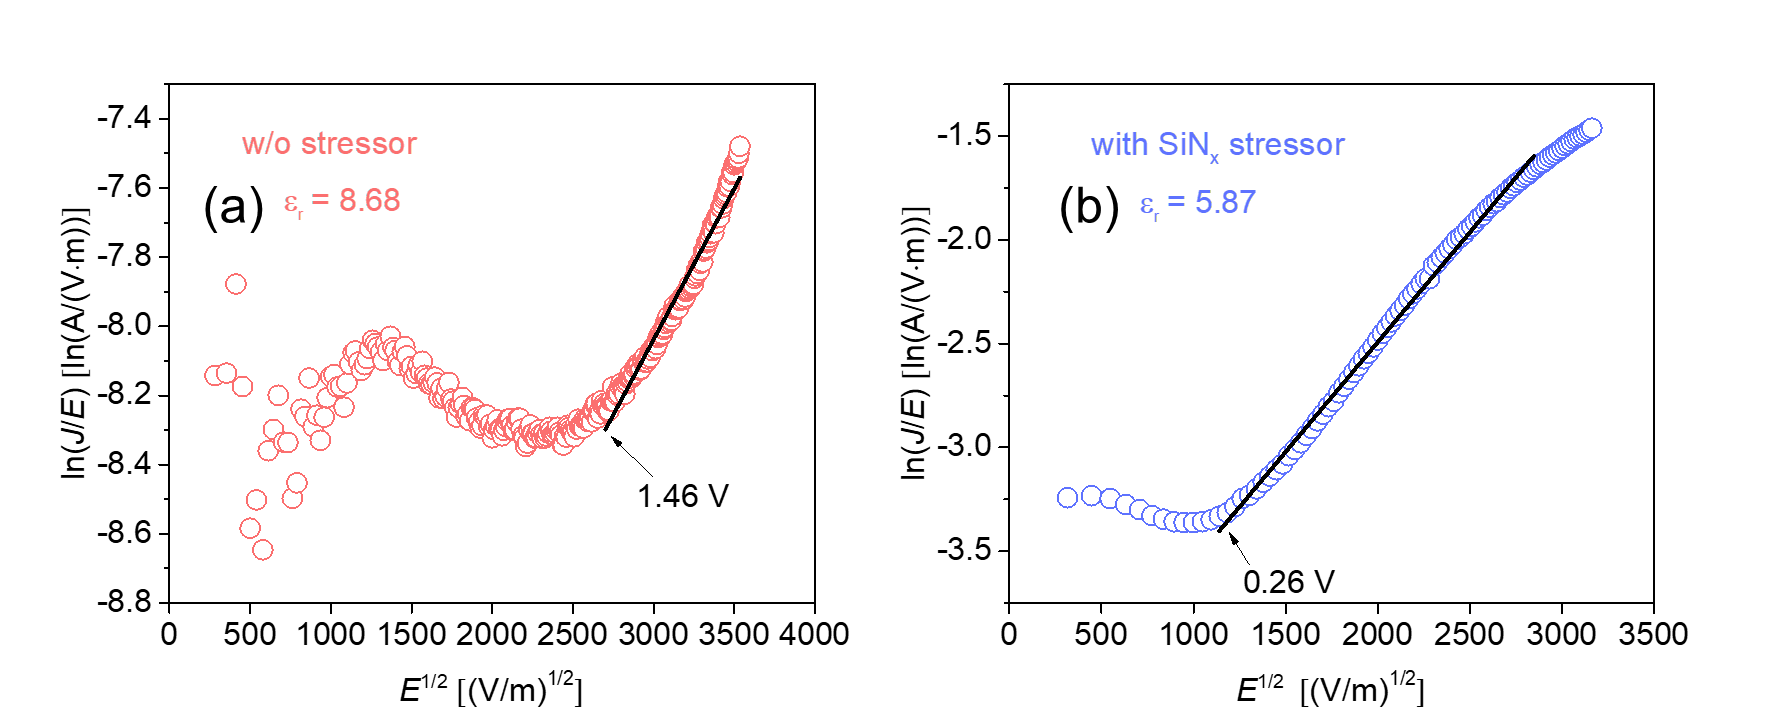 w/o stressor
(a) εr = 8.68
-7.4
-7.6
-7.8
-8.0
-8.2
-8.4
-8.6
-8.8
ln(J/E) [ln(A/(V·m))]
1.46 V
0 500 1000 1500 2000 2500 3000 3500 4000
E1/2 [(V/m)1/2]
with SiNx stressor
(b) εr = 5.87
-1.5
-2.0
-2.5
-3.0
-3.5
ln(J/E) [ln(A/(V·m))]
0.26 V
0 500 1000 1500 2000 2500 3000 3500
E1/2 [(V/m)1/2]